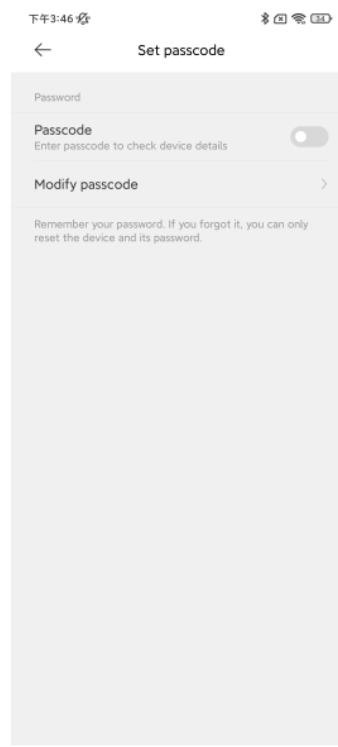 下午3:46
Set passcode
Password
Passcode
Enter passcode to check device details
Modify passcode
Remember your password. If you forgot it, you can only
reset the device and its password.